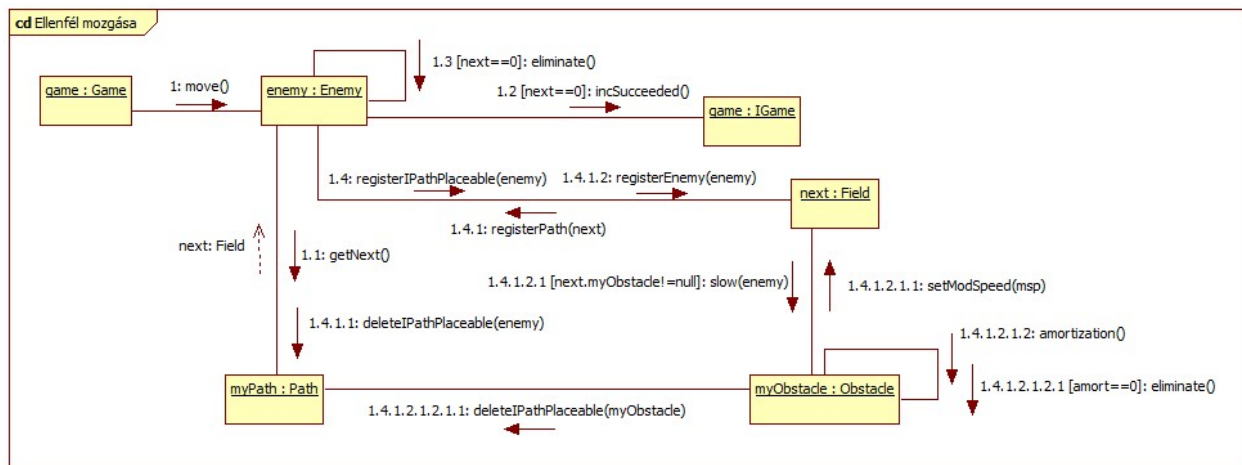 cd Ellenfél mozgása
1.3 [next==0]: eliminate()
game : Game
1: move()
enemy : Enemy
1.2 [next==0]: incSucceeded()
game : IGame
1.4: registerIPathPlaceable(enemy)
1.4.1.2: registerEnemy(enemy)
next : Field
1.4.1: registerPath(next)
next: Field
1.1: getNext()
1.4.1.2.1 [next.myObstacle!=null]: slow(enemy)
1.4.1.2.1.1: setModSpeed(msp)
1.4.1.1: deleteIPathPlaceable(enemy)
1.4.1.2.1.2: amortization()
myPath : Path
myObstacle : Obstacle
1.4.1.2.1.2.1 [amort==0]: eliminate()
1.4.1.2.1.2.1.1: deleteIPathPlaceable(myObstacle)